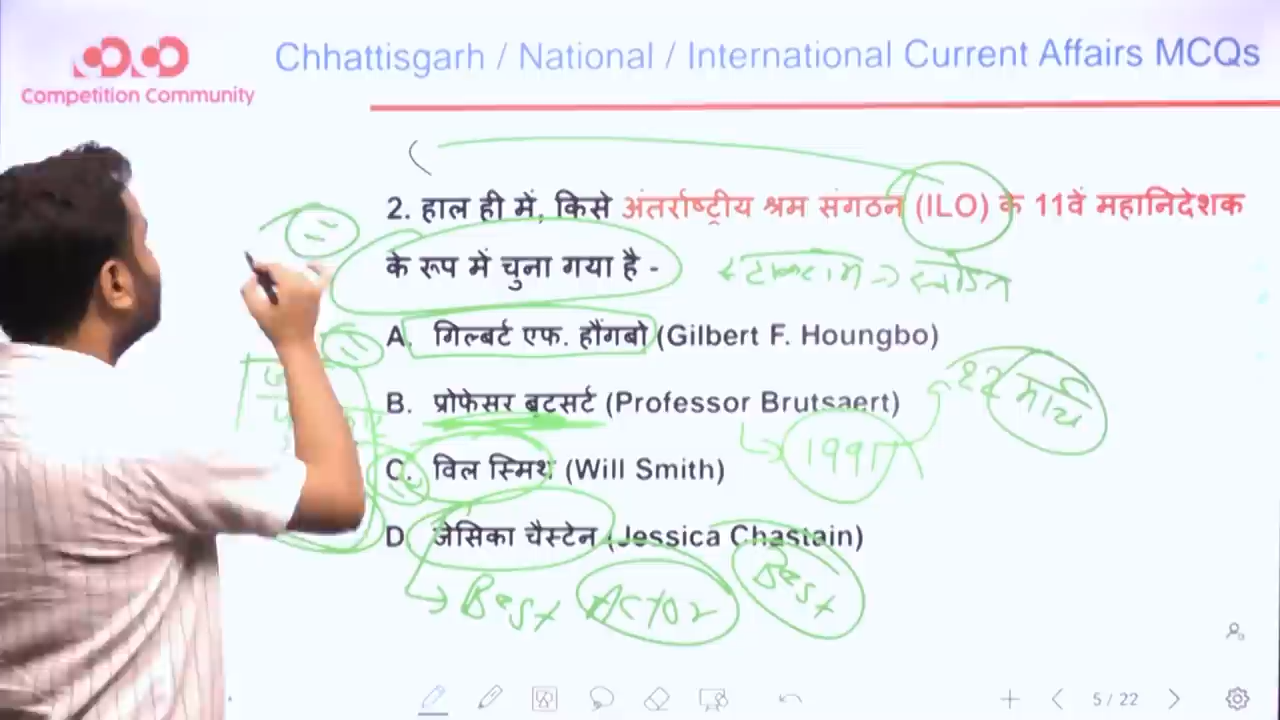 Chhattisgarh / National / International Current Affairs MCQs
Competition Community
2. हाल ही में, किसे अंतर्राष्ट्रीय श्रम संगठन (ILO) के 11वें महानिदेशक
के रूप में चुना गया है -
A. गिल्बर्ट एफ. हौंगबो (Gilbert F. Houngbo)
B. प्रोफेसर बुटसर्ट (Professor Brutsaert)
22 मार्च
1991
C. विल स्मिथ (Will Smith)
D. जेसिका चैस्टेन (Jessica Chastain)
Best Actor Best
5 / 22